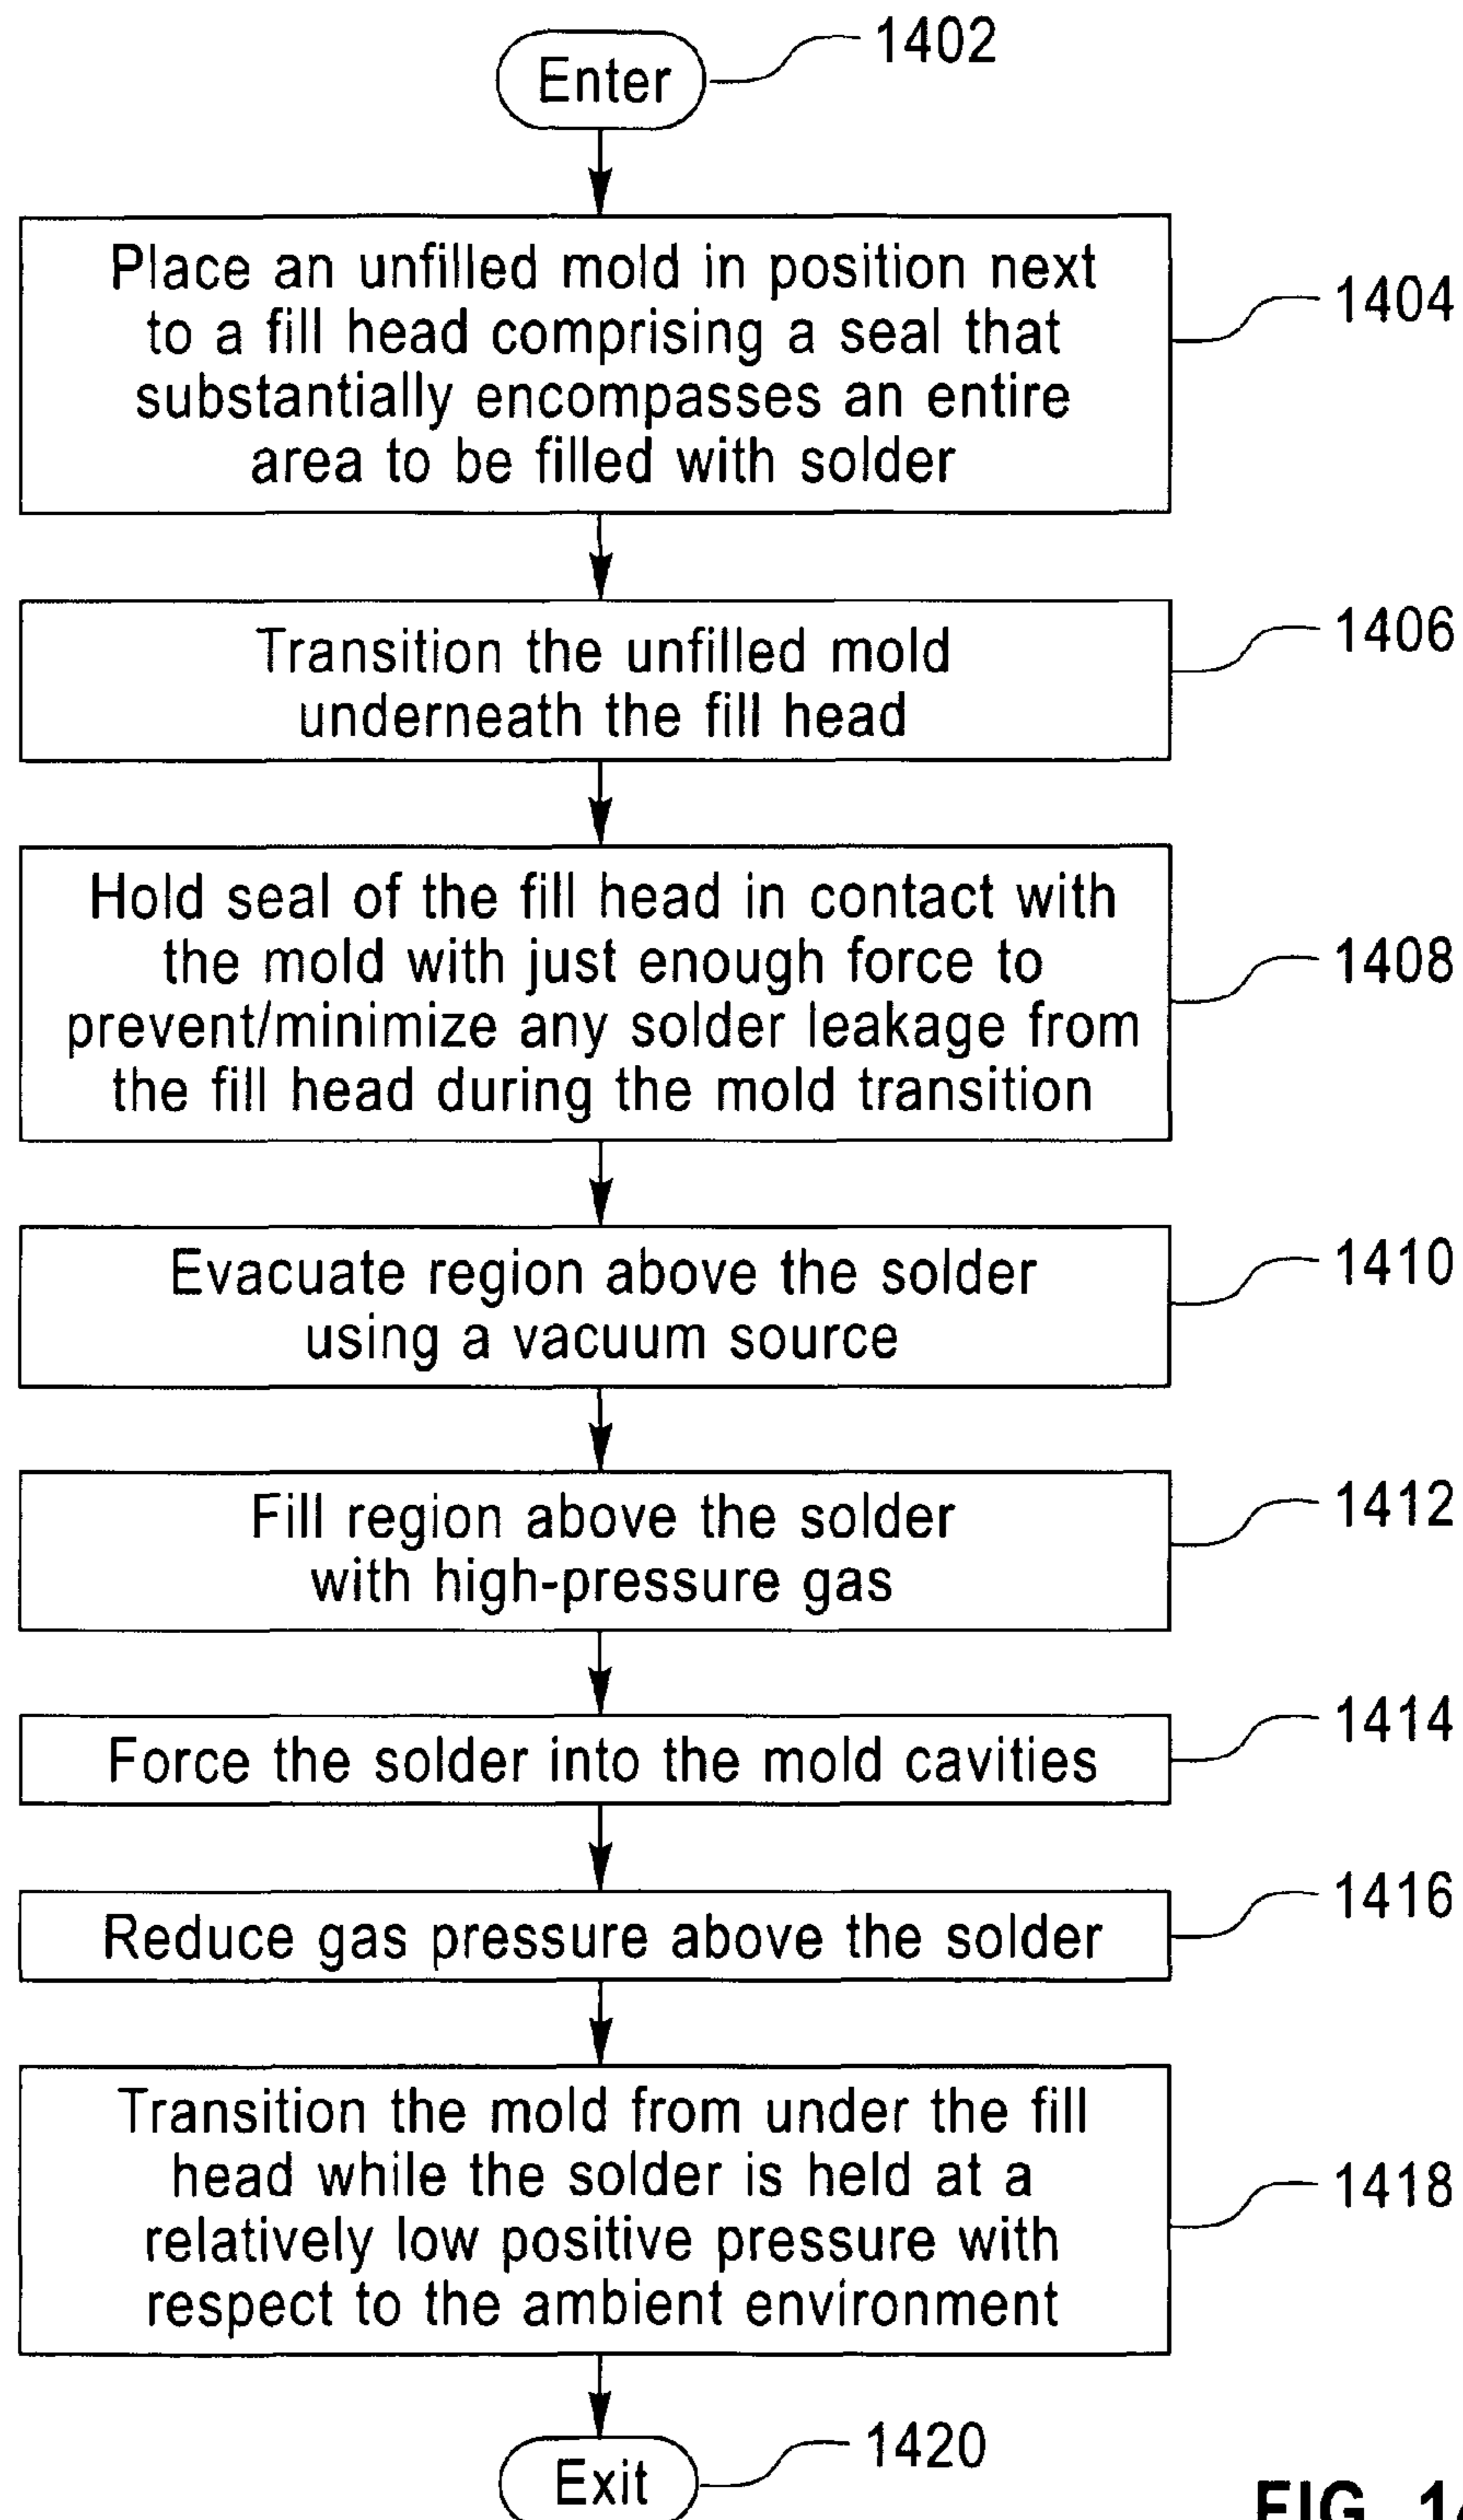 Enter
1402
Place an unfilled mold in position next
to a fill head comprising a seal that
substantially encompasses an entire
area to be filled with solder
1404
Transition the unfilled mold
underneath the fill head
1406
Hold seal of the fill head in contact with
the mold with just enough force to
prevent/minimize any solder leakage from
the fill head during the mold transition
1408
Evacuate region above the solder
using a vacuum source
1410
Fill region above the solder
with high-pressure gas
1412
Force the solder into the mold cavities
1414
Reduce gas pressure above the solder
1416
Transition the mold from under the fill
head while the solder is held at a
relatively low positive pressure with
respect to the ambient environment
1418
Exit
1420
FIG.